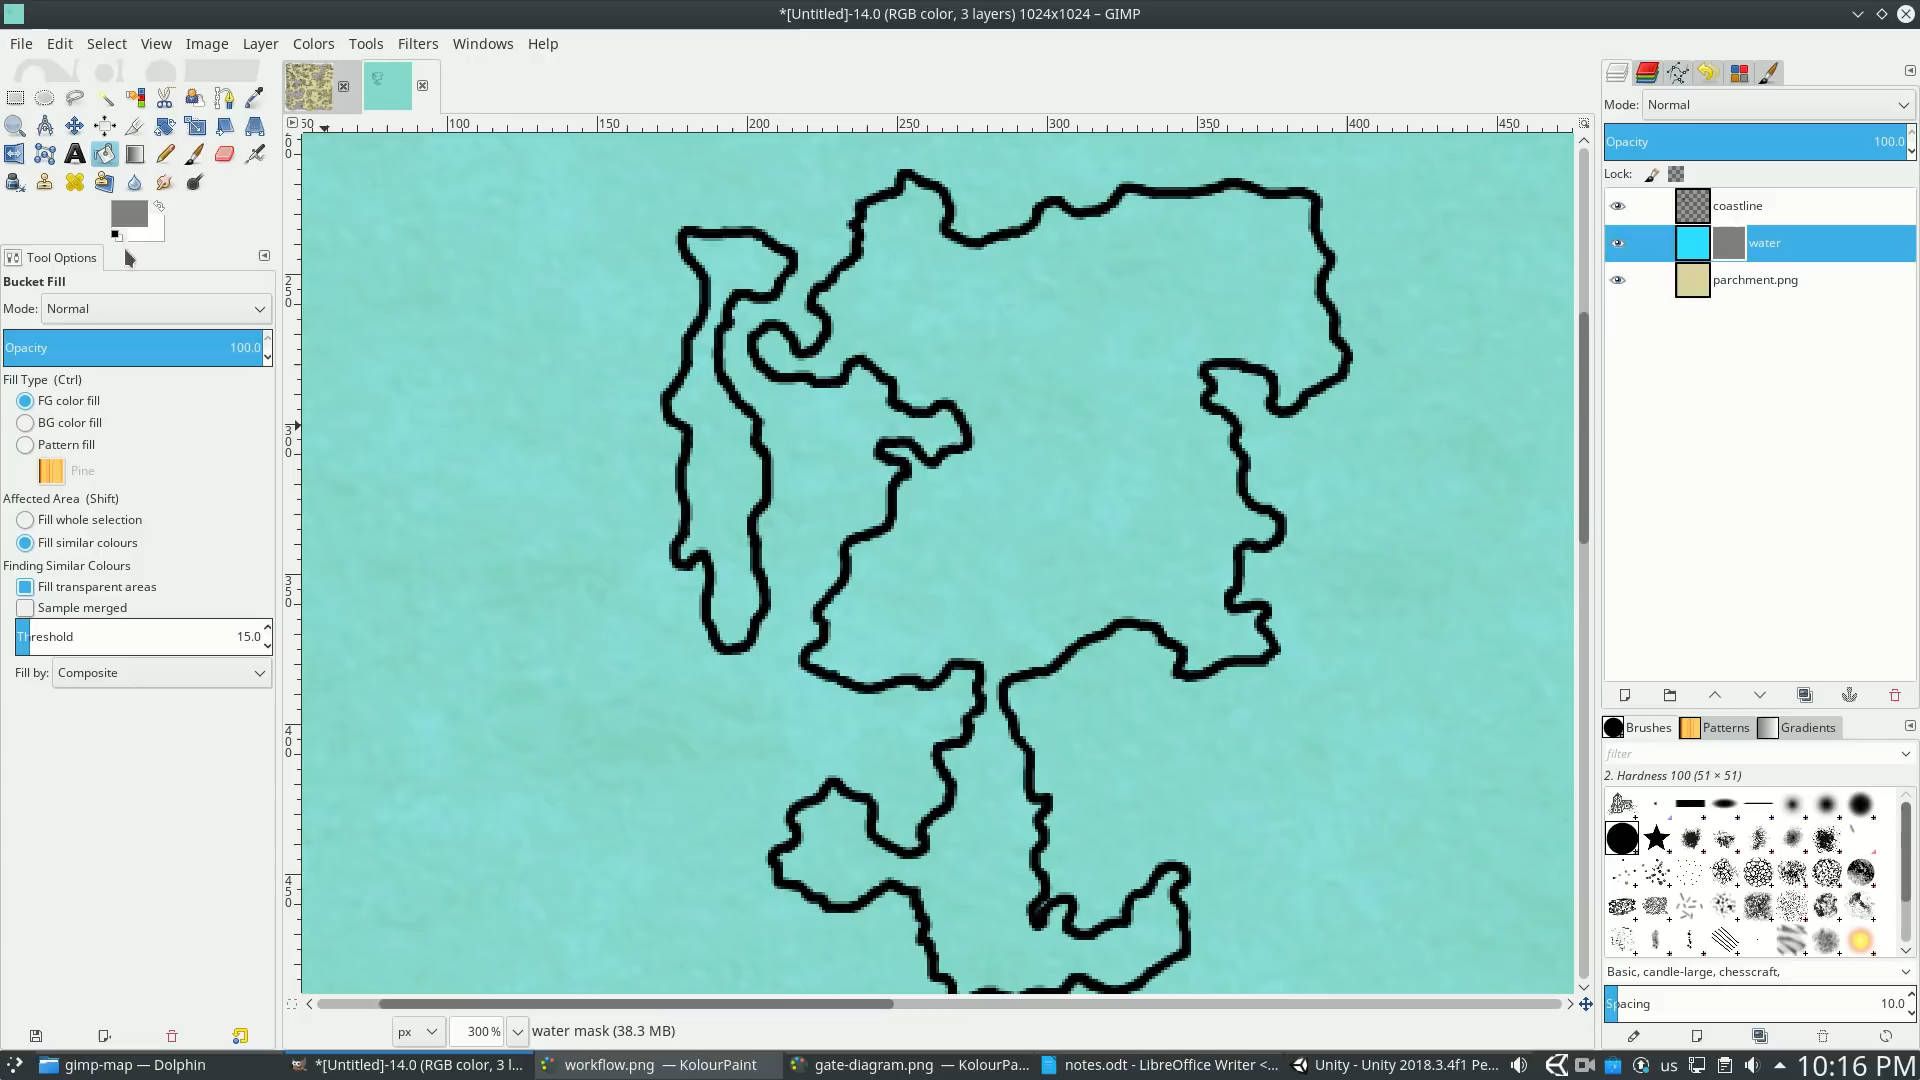 *[Untitled]-14.0 (RGB color, 3 layers) 1024x1024 – GIMP
File Edit Select View Image Layer Colors Tools Filters Windows Help
Mode: Normal
Opacity 100.0
Lock:
coastline
water
parchment.png
50 100 150 200 250 300 350 400 450
Tool Options
Bucket Fill
Mode: Normal
Opacity 100.0
Fill Type (Ctrl)
FG color fill
BG color fill
Pattern fill
Pine
Affected Area (Shift)
Fill whole selection
Fill similar colours
Finding Similar Colours
Fill transparent areas
Sample merged
Threshold 15.0
Fill by: Composite
250
300
350
400
450
Brushes Patterns Gradients
filter
2. Hardness 100 (51 × 51)
Basic, candle-large, chesscraft,
Spacing 10.0
px 300 % water mask (38.3 MB)
gimp-map — Dolphin *[Untitled]-14.0 (RGB color, 3 l... workflow.png — KolourPaint gate-diagram.png — KolourPa... notes.odt - LibreOffice Writer <... Unity - Unity 2018.3.4f1 Pe... us 10:16 PM